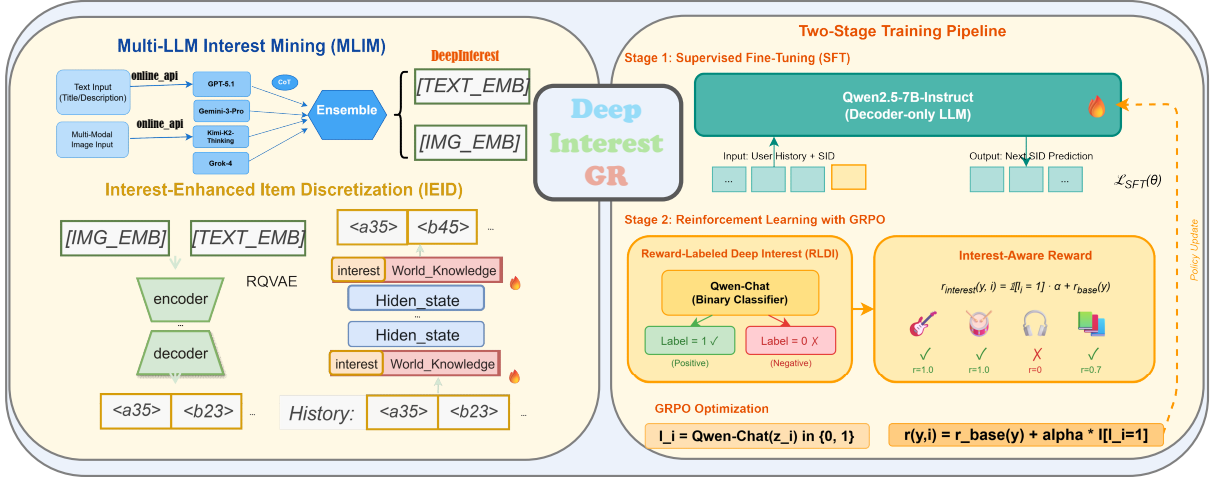 Multi-LLM Interest Mining (MLIM)
Text Input
(Title/Description)
online_api
Multi-Modal
Image Input
online_api
GPT-5.1
Gemini-3-Pro
Kimi-K2-
Thinking
Grok-4
CoT
Ensemble
DeepInterest
[TEXT_EMB]
[IMG_EMB]
Interest-Enhanced Item Discretization (IEID)
[IMG_EMB]
[TEXT_EMB]
RQVAE
encoder
...
decoder
<a35>
<b23>
...
<a35>
<b45>
...
interest
World_Knowledge
Hiden_state
...
Hiden_state
interest
World_Knowledge
History:
<a35>
<b23>
...
Deep
Interest
GR
Two-Stage Training Pipeline
Stage 1: Supervised Fine-Tuning (SFT)
Qwen2.5-7B-Instruct
(Decoder-only LLM)
Input: User History + SID
...
Output: Next SID Prediction
...
ℒ_SFT(θ)
Stage 2: Reinforcement Learning with GRPO
Reward-Labeled Deep Interest (RLDI)
Qwen-Chat
(Binary Classifier)
Label = 1 ✓
(Positive)
Label = 0 ✗
(Negative)
Interest-Aware Reward
r_interest(y, i) = 𝕀[l_i = 1] · α + r_base(y)
✓
r=1.0
✓
r=1.0
✗
r=0
✓
r=0.7
Policy Update
GRPO Optimization
l_i = Qwen-Chat(z_i) in {0, 1}
r(y,i) = r_base(y) + alpha * I[l_i=1]